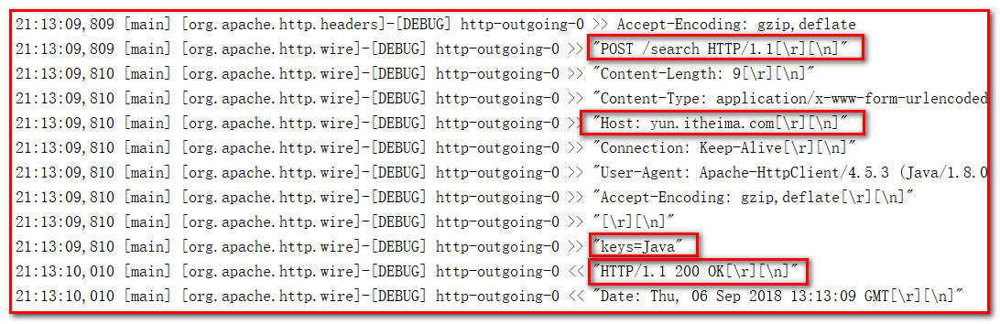 21:13:09,809 [main] [org.apache.http.headers]-[DEBUG] http-outgoing-0 >> Accept-Encoding: gzip,deflate
21:13:09,810 [main] [org.apache.http.wire]-[DEBUG] http-outgoing-0 >> "POST /search HTTP/1.1[\r][\n]"
21:13:09,810 [main] [org.apache.http.wire]-[DEBUG] http-outgoing-0 >> "Content-Length: 9[\r][\n]"
21:13:09,810 [main] [org.apache.http.wire]-[DEBUG] http-outgoing-0 >> "Content-Type: application/x-www-form-urlencoded
21:13:09,810 [main] [org.apache.http.wire]-[DEBUG] http-outgoing-0 >> "Host: yun.itheima.com[\r][\n]"
21:13:09,810 [main] [org.apache.http.wire]-[DEBUG] http-outgoing-0 >> "Connection: Keep-Alive[\r][\n]"
21:13:09,810 [main] [org.apache.http.wire]-[DEBUG] http-outgoing-0 >> "User-Agent: Apache-HttpClient/4.5.3 (Java/1.8.0
21:13:09,810 [main] [org.apache.http.wire]-[DEBUG] http-outgoing-0 >> "Accept-Encoding: gzip,deflate[\r][\n]"
21:13:09,810 [main] [org.apache.http.wire]-[DEBUG] http-outgoing-0 >> "[\r][\n]"
21:13:09,810 [main] [org.apache.http.wire]-[DEBUG] http-outgoing-0 >> "keys=Java"
21:13:10,010 [main] [org.apache.http.wire]-[DEBUG] http-outgoing-0 << "HTTP/1.1 200 OK[\r][\n]"
21:13:10,010 [main] [org.apache.http.wire]-[DEBUG] http-outgoing-0 << "Date: Thu, 06 Sep 2018 13:13:09 GMT[\r][\n]"